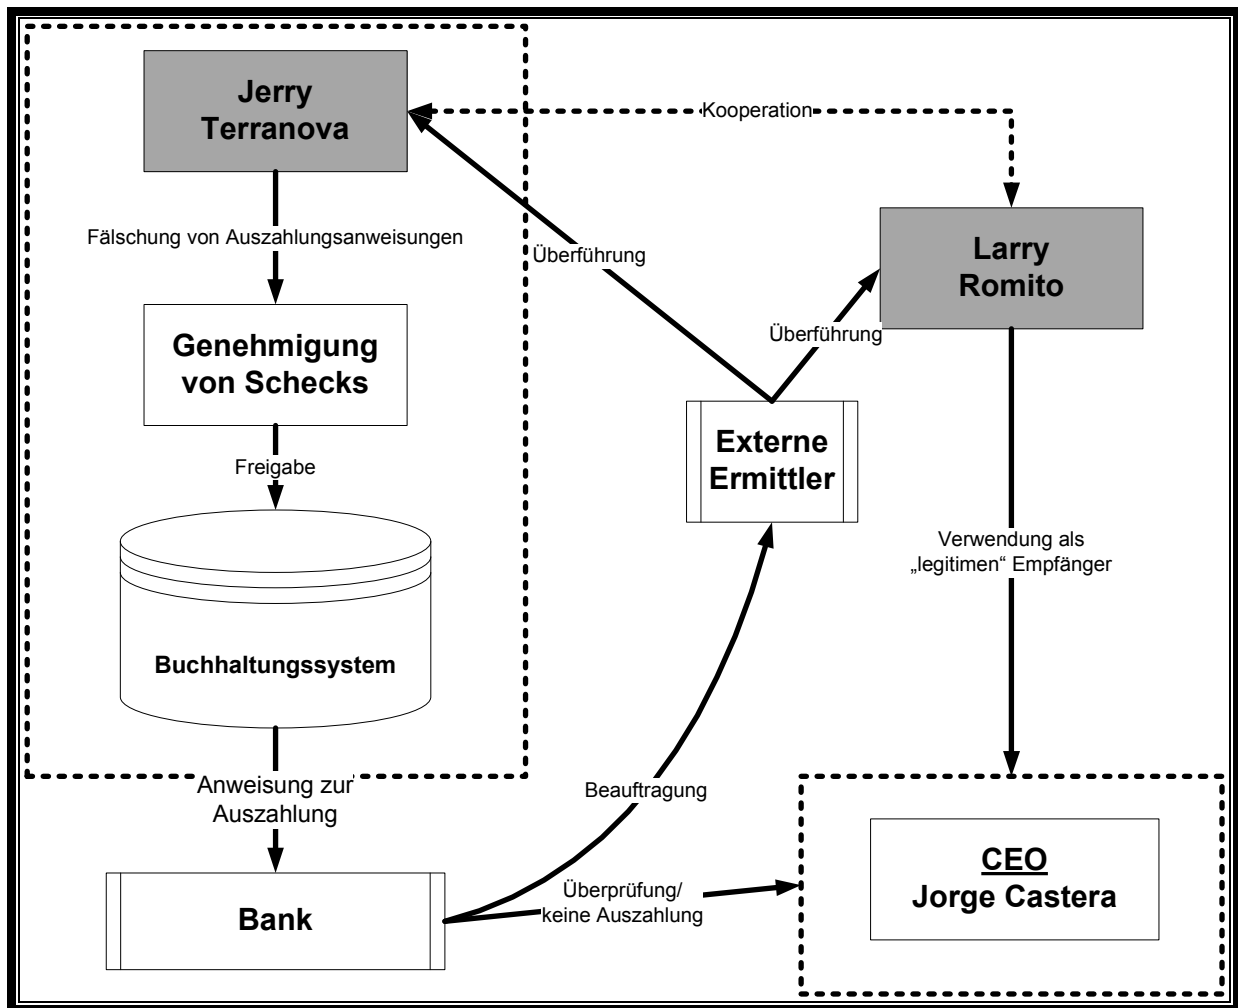 Jerry
Terranova
Kooperation
Fälschung von Auszahlungsanweisungen
Überführung
Larry
Romito
Überführung
Genehmigung
von Schecks
Externe
Ermittler
Freigabe
Verwendung als
„legitimen“ Empfänger
Buchhaltungssystem
Anweisung zur
Auszahlung
Beauftragung
CEO
Jorge Castera
Überprüfung/
keine Auszahlung
Bank